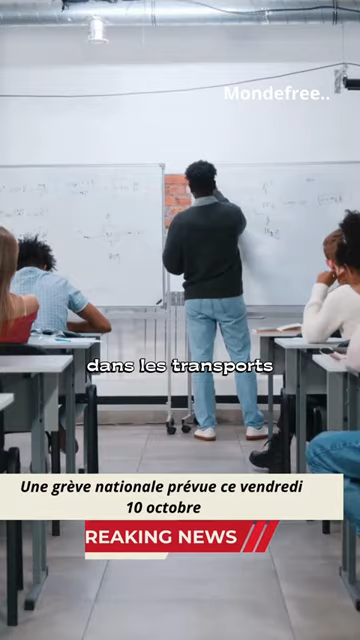 Mondefree..
dans les transports
Une grève nationale prévue ce vendredi
10 octobre
REAKING NEWS